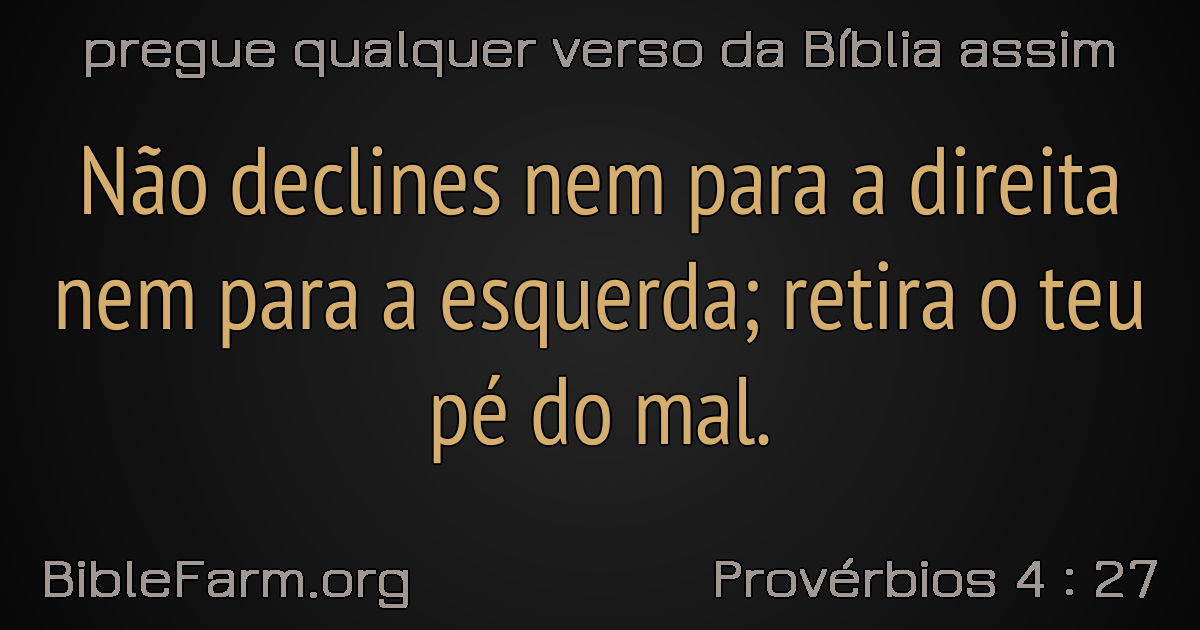 pregue qualquer verso da Bíblia assim
Não declines nem para a direita
nem para a esquerda; retira o teu
pé do mal.
BibleFarm.org
Provérbios 4 : 27